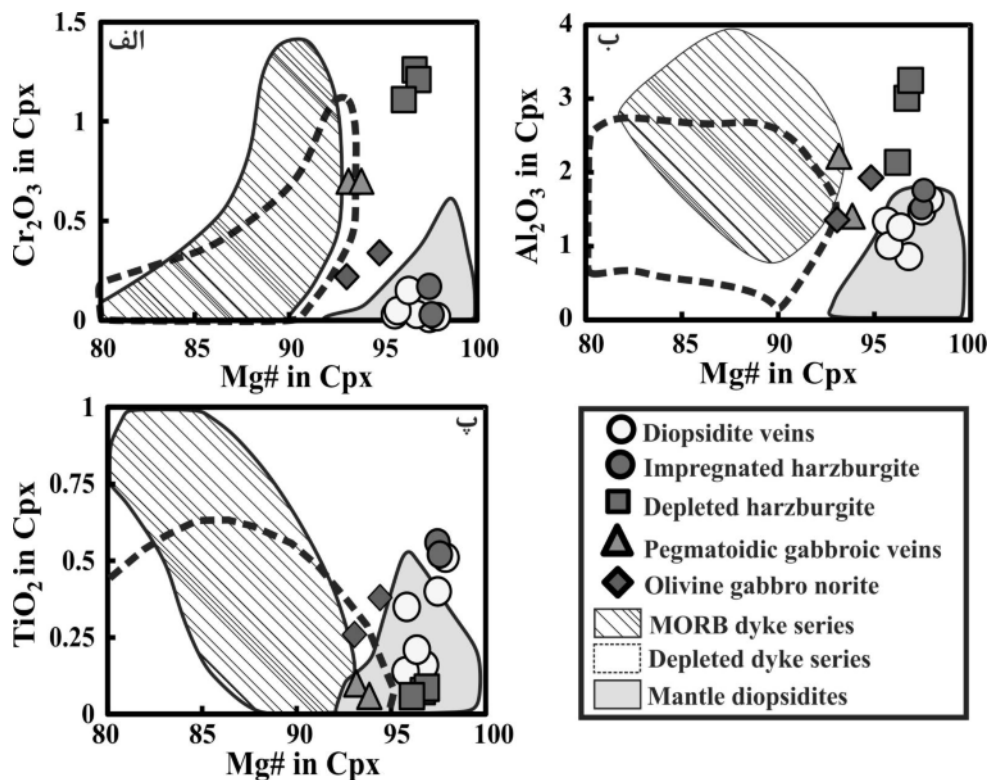 الف
1.5
1
0.5
0
Cr₂O₃ in Cpx
80 85 90 95 100
Mg# in Cpx
ب
4
3
2
1
0
Al₂O₃ in Cpx
80 85 90 95 100
Mg# in Cpx
پ
1
0.75
0.5
0.25
0
TiO₂ in Cpx
80 85 90 95 100
Mg# in Cpx
Diopsidite veins
Impregnated harzburgite
Depleted harzburgite
Pegmatoidic gabbroic veins
Olivine gabbro norite
MORB dyke series
Depleted dyke series
Mantle diopsidites